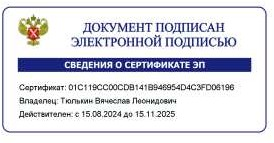 ДОКУМЕНТ ПОДПИСАН
ЭЛЕКТРОННОЙ ПОДПИСЬЮ
СВЕДЕНИЯ О СЕРТИФИКАТЕ ЭП
Сертификат: 01C119CC00CDB141B946954D4C3FD06196
Владелец: Тюлькин Вячеслав Леонидович
Действителен: с 15.08.2024 до 15.11.2025